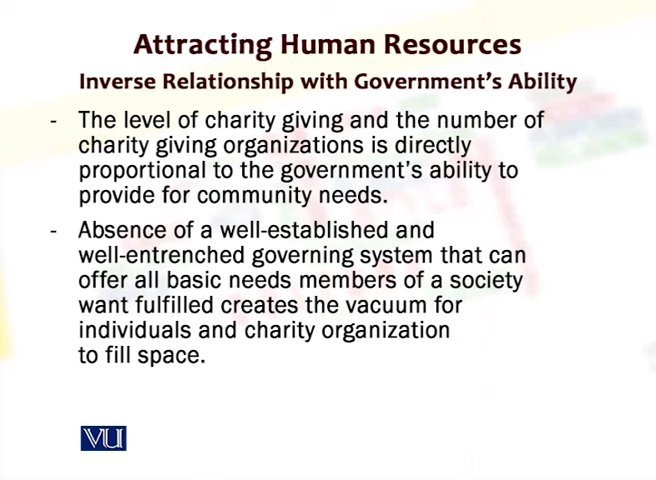 Attracting Human Resources
Inverse Relationship with Government's Ability
- The level of charity giving and the number of
charity giving organizations is directly
proportional to the government's ability to
provide for community needs.
- Absence of a well-established and
well-entrenched governing system that can
offer all basic needs members of a society
want fulfilled creates the vacuum for
individuals and charity organization
to fill space.
VU